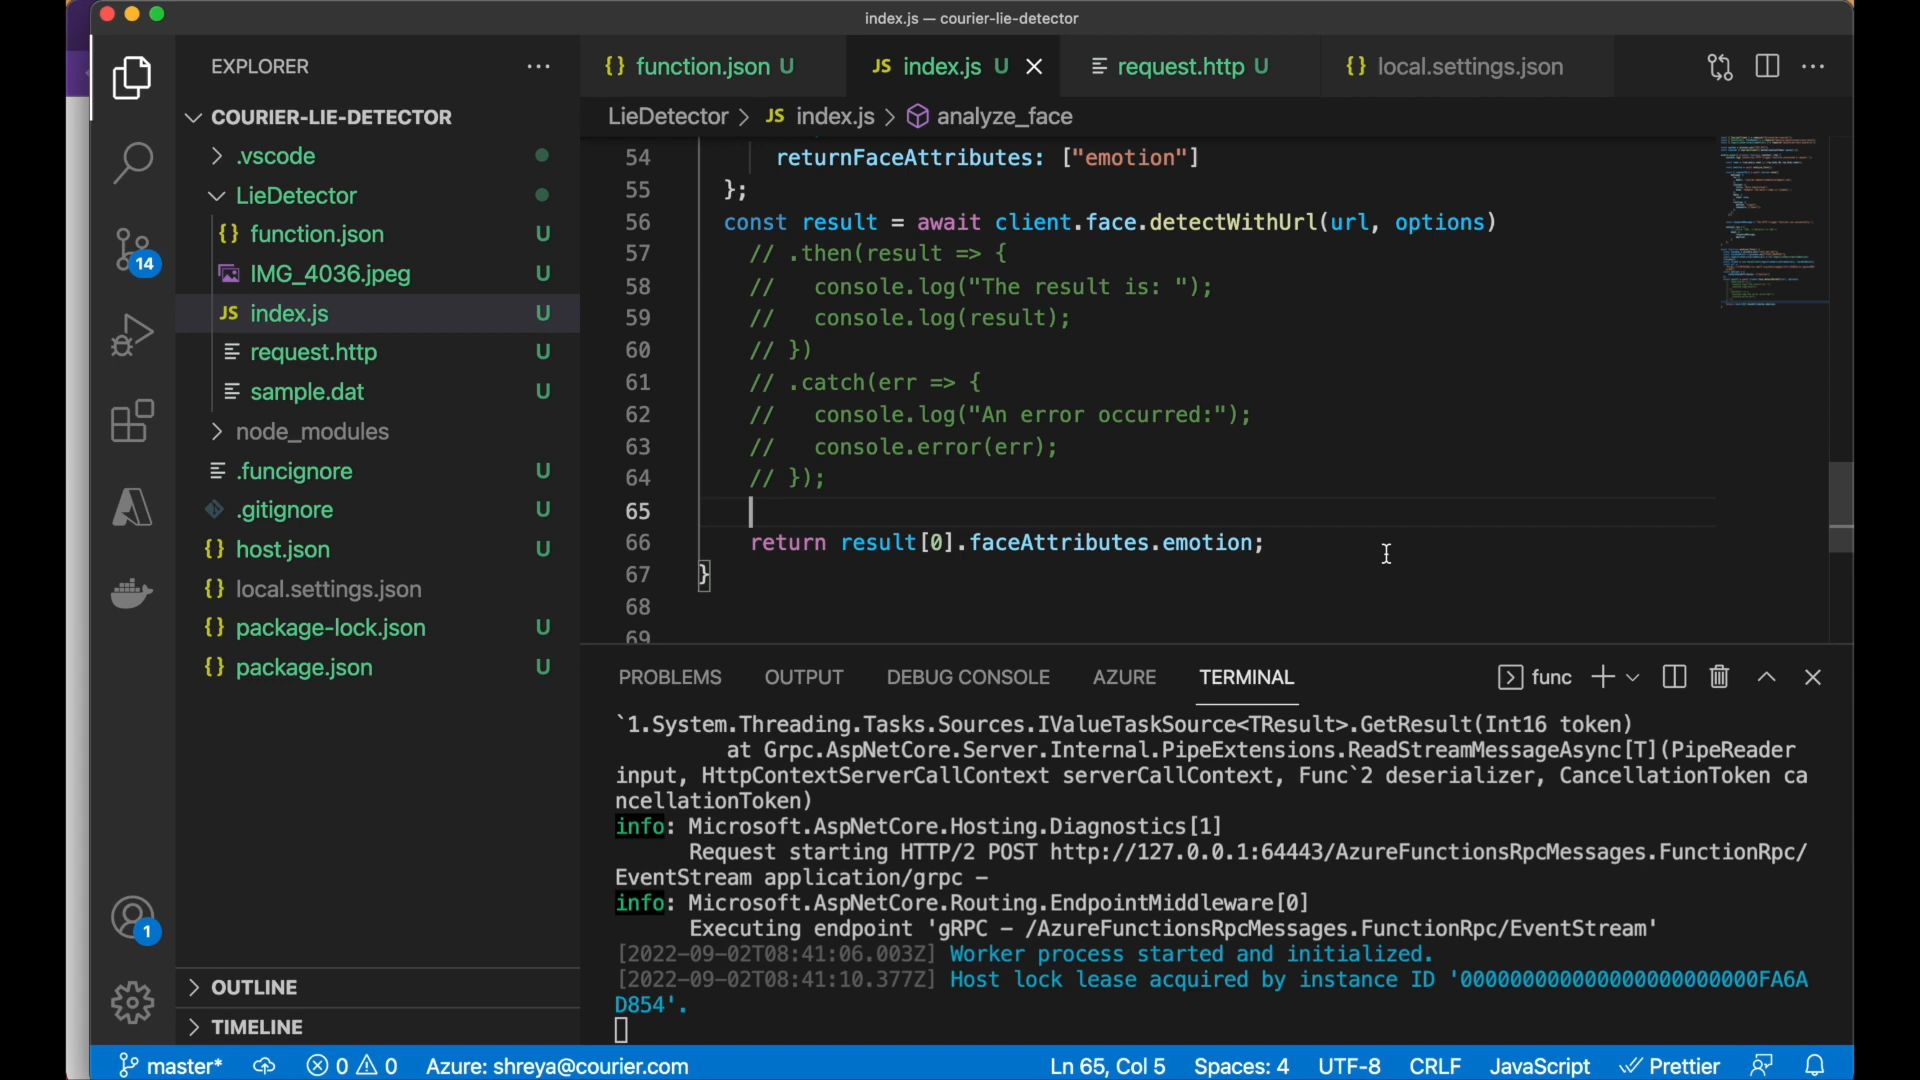 index.js — courier-lie-detector
EXPLORER
COURIER-LIE-DETECTOR
.vscode
LieDetector
{} function.json U
IMG_4036.jpeg U
JS index.js U
request.http U
sample.dat U
node_modules
.funcignore U
.gitignore U
{} host.json U
{} local.settings.json
{} package-lock.json U
{} package.json U
OUTLINE
TIMELINE
14
1
{} function.json U
JS index.js U
request.http U
{} local.settings.json
LieDetector > JS index.js > analyze_face
54 returnFaceAttributes: ["emotion"]
55 };
56 const result = await client.face.detectWithUrl(url, options)
57 // .then(result => {
58 //   console.log("The result is: ");
59 //   console.log(result);
60 // })
61 // .catch(err => {
62 //   console.log("An error occurred:");
63 //   console.error(err);
64 // });
65
66 return result[0].faceAttributes.emotion;
67 }
68
69
PROBLEMS OUTPUT DEBUG CONSOLE AZURE TERMINAL
func
`1.System.Threading.Tasks.Sources.IValueTaskSource<TResult>.GetResult(Int16 token)
at Grpc.AspNetCore.Server.Internal.PipeExtensions.ReadStreamMessageAsync[T](PipeReader
input, HttpContextServerCallContext serverCallContext, Func`2 deserializer, CancellationToken ca
ncellationToken)
info: Microsoft.AspNetCore.Hosting.Diagnostics[1]
Request starting HTTP/2 POST http://127.0.0.1:64443/AzureFunctionsRpcMessages.FunctionRpc/
EventStream application/grpc -
info: Microsoft.AspNetCore.Routing.EndpointMiddleware[0]
Executing endpoint 'gRPC - /AzureFunctionsRpcMessages.FunctionRpc/EventStream'
[2022-09-02T08:41:06.003Z] Worker process started and initialized.
[2022-09-02T08:41:10.377Z] Host lock lease acquired by instance ID '000000000000000000000000FA6A
D854'.
master* 0 0 Azure: shreya@courier.com Ln 65, Col 5 Spaces: 4 UTF-8 CRLF JavaScript Prettier